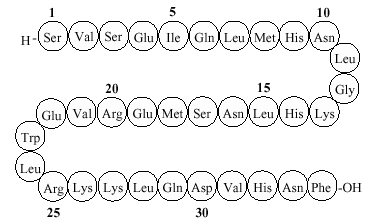 1 5 10
H- Ser Val Ser Glu Ile Gln Leu Met His Asn
Leu
Gly
20 15
Glu Val Arg Glu Met Ser Asn Leu His Lys
Trp
Leu
Arg Lys Lys Leu Gln Asp Val His Asn Phe -OH
25 30